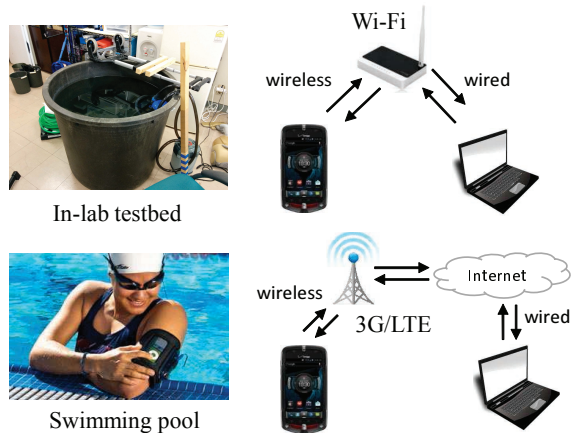 Wi-Fi
wireless
wired
In-lab testbed
Internet
wireless
wired
3G/LTE
Swimming pool